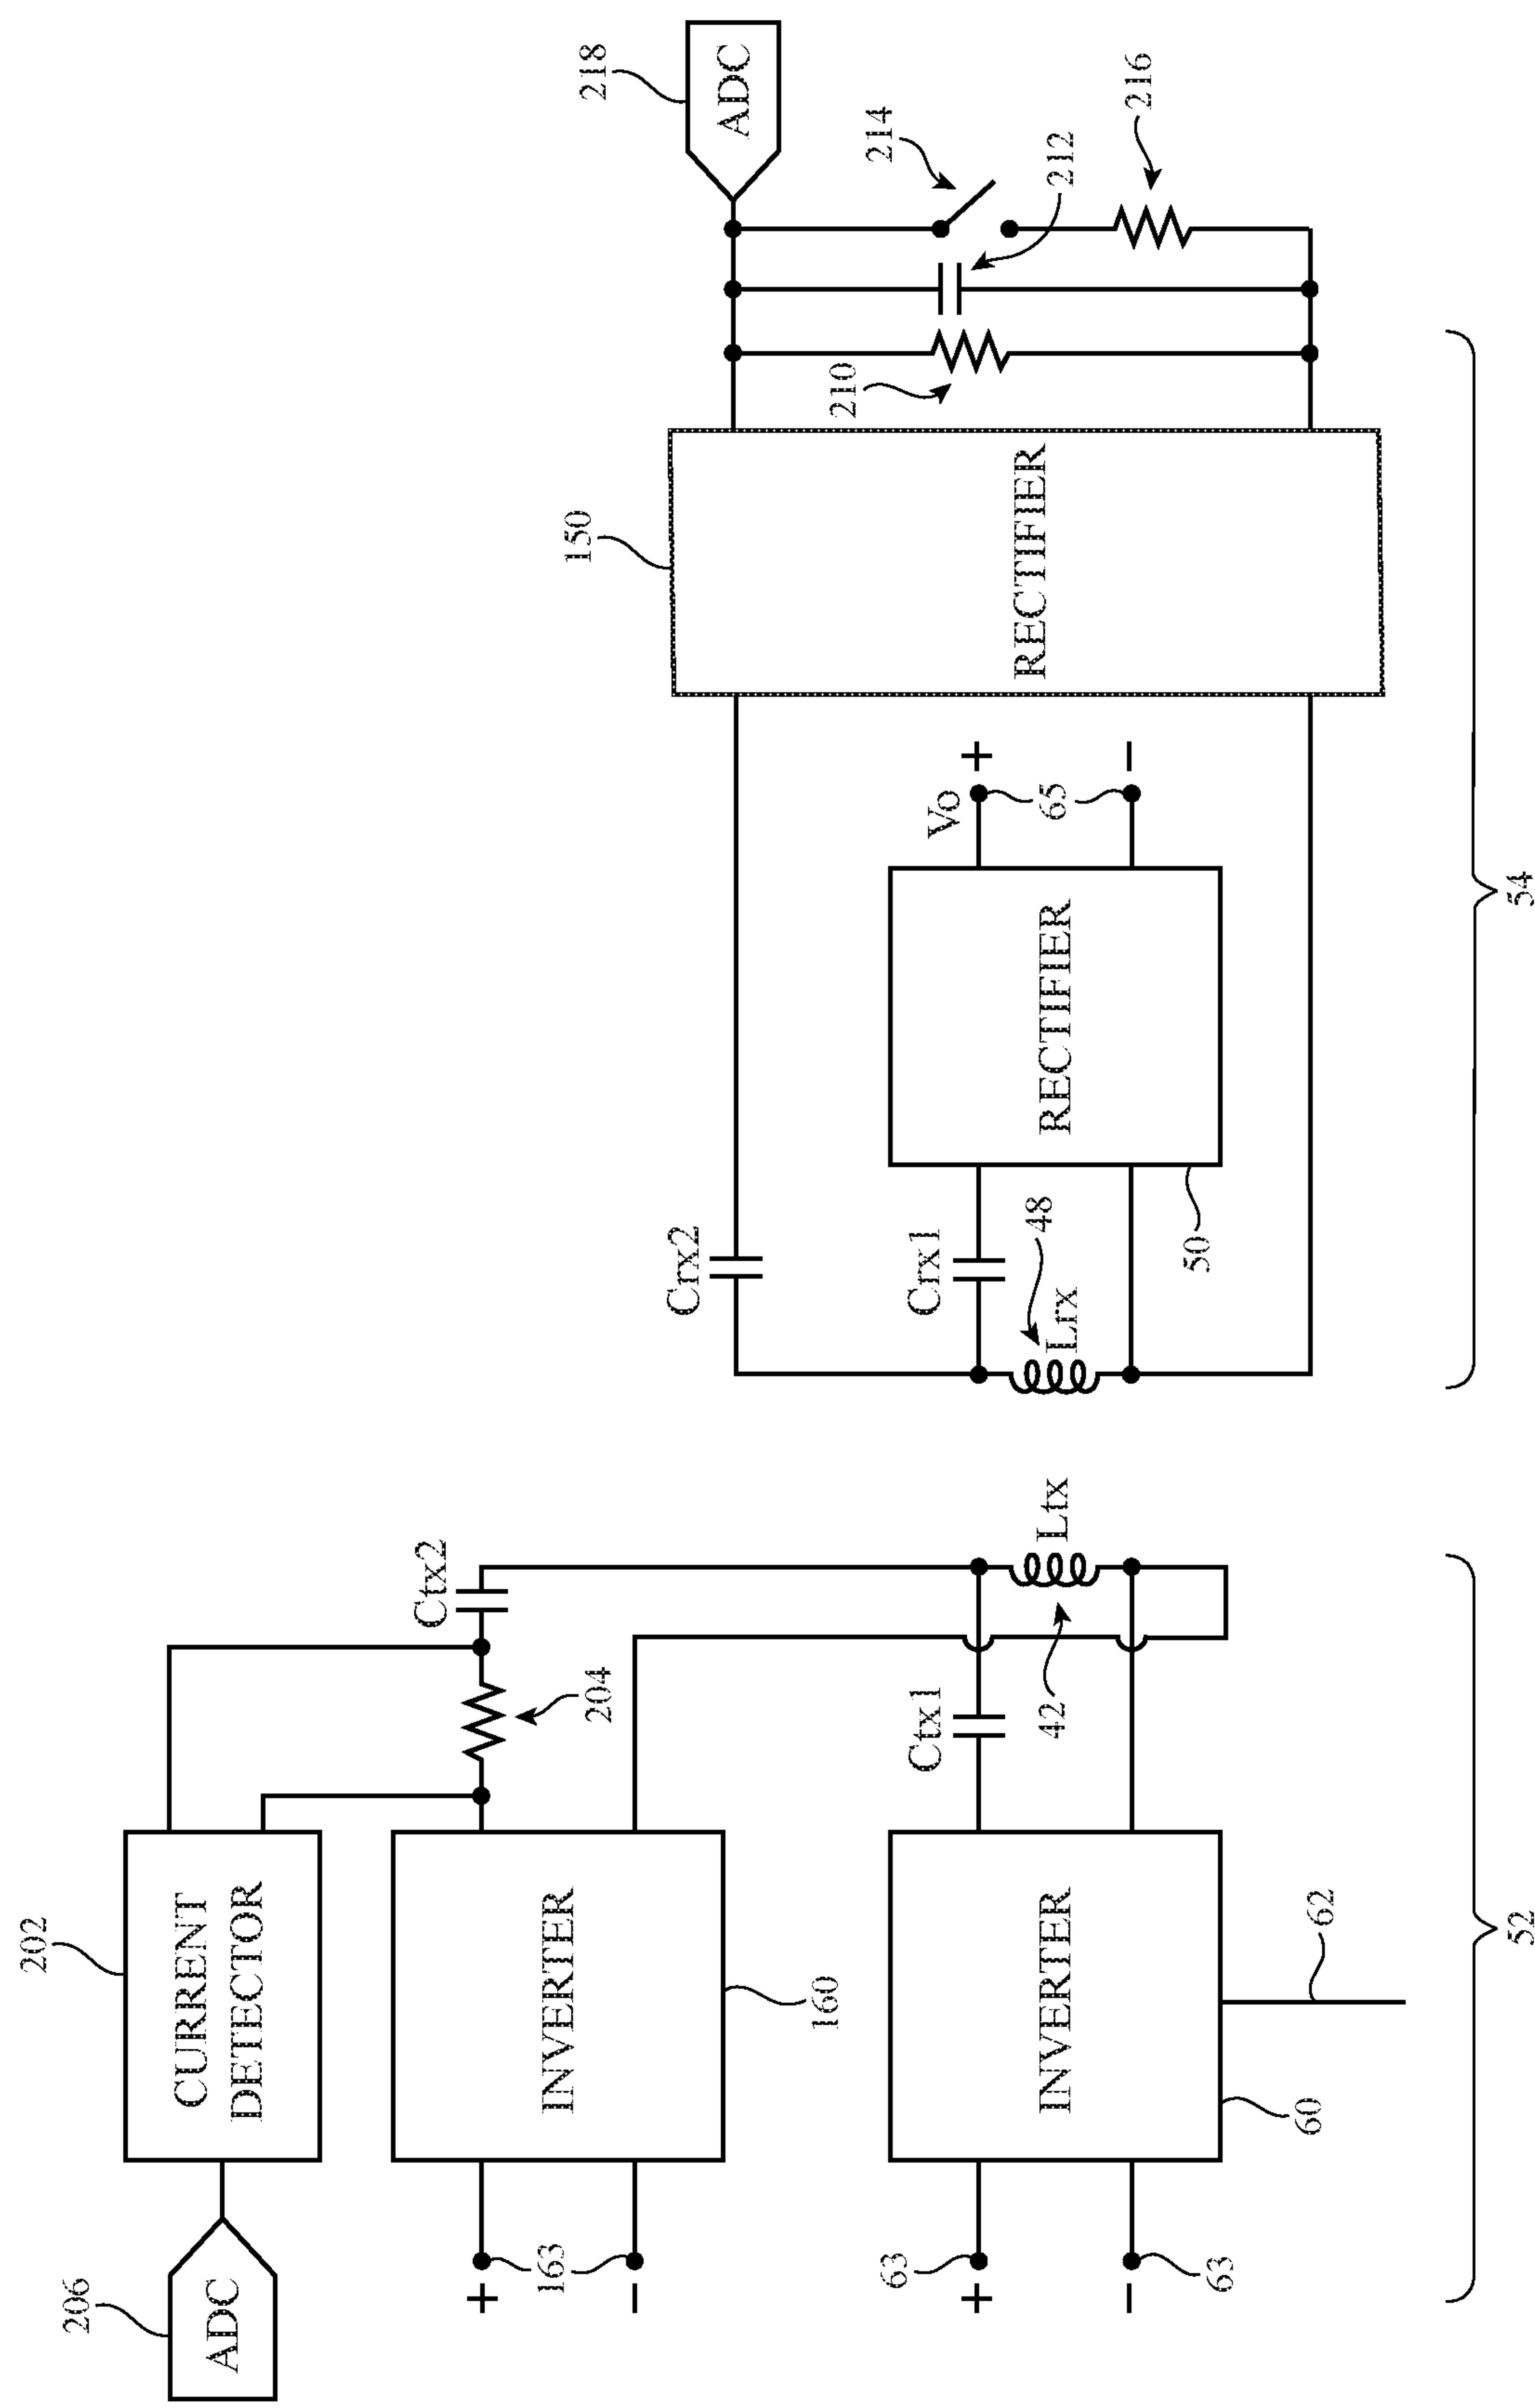 206
ADC
202
CURRENT
DETECTOR
204
Ctx2
163
+
−
INVERTER
160
63
+
−
63
INVERTER
60
62
Ctx1
42
Ltx
52
Crx2
Crx1
48
Lrx
50
RECTIFIER
Vo
+
65
−
150
RECTIFIER
210
212
214
216
218
ADC
54